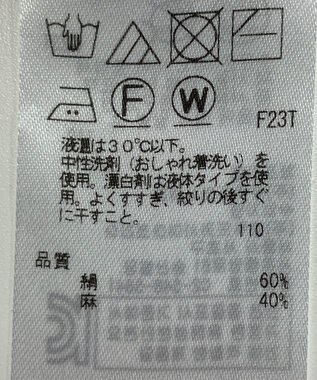 F W
F23T
液温は30℃以下。
中性洗剤（おしゃれ着洗い）を
使用。漂白剤は液体タイプを使
用。よくすすぎ、絞りの後すぐ
に干すこと。
110
品質
絹 60%
麻 40%